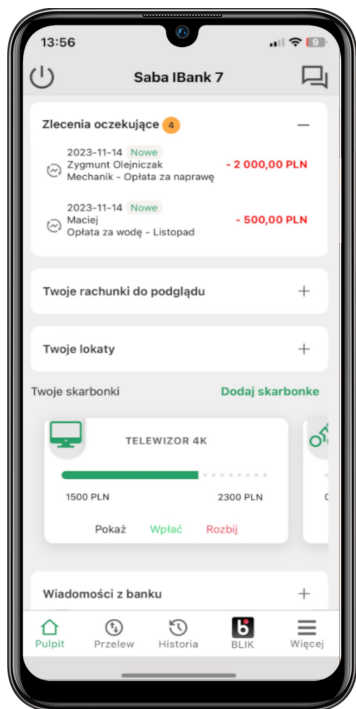 13:56
9
Saba IBank 7
Zlecenia oczekujące 4
2023-11-14 Nowe
Zygmunt Olejniczak
- 2 000,00 PLN
Mechanik - Opłata za naprawę
2023-11-14 Nowe
Maciej
- 500,00 PLN
Opłata za wodę - Listopad
Twoje rachunki do podglądu
Twoje lokaty
Twoje skarbonki
Dodaj skarbonke
TELEWIZOR 4K
1500 PLN
2300 PLN
Pokaż Wpłać Rozbij
Wiadomości z banku
Pulpit Przelew Historia BLIK Więcej